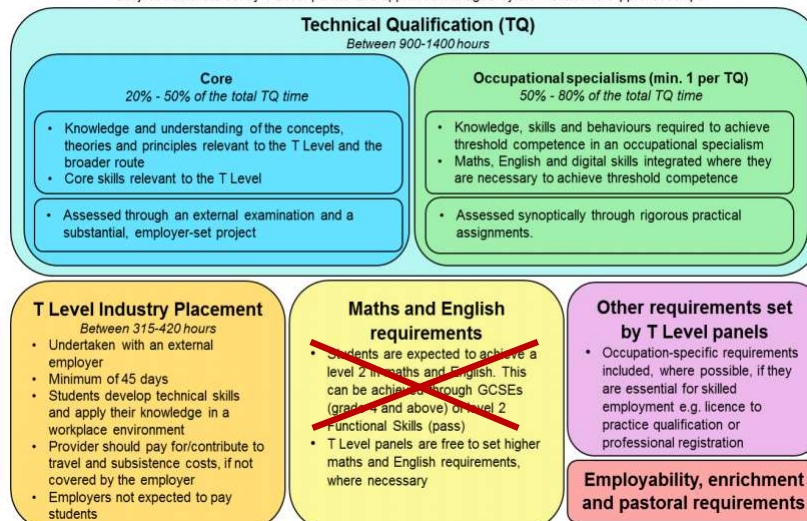 Technical Qualification (TQ)
Between 900-1400 hours
Core
20% - 50% of the total TQ time
• Knowledge and understanding of the concepts,
theories and principles relevant to the T Level and the
broader route
• Core skills relevant to the T Level
• Assessed through an external examination and a
substantial, employer-set project
Occupational specialisms (min. 1 per TQ)
50% - 80% of the total TQ time
• Knowledge, skills and behaviours required to achieve
threshold competence in an occupational specialism
• Maths, English and digital skills integrated where they
are necessary to achieve threshold competence
• Assessed synoptically through rigorous practical
assignments.
T Level Industry Placement
Between 315-420 hours
• Undertaken with an external
employer
• Minimum of 45 days
• Students develop technical skills
and apply their knowledge in a
workplace environment
• Provider should pay for/contribute to
travel and subsistence costs, if not
covered by the employer
• Employers not expected to pay
students
Maths and English
requirements
• Students are expected to achieve a
level 2 in maths and English. This
can be achieved through GCSEs
(grade 4 and above) or level 2
Functional Skills (pass)
• T Level panels are free to set higher
maths and English requirements,
where necessary
Other requirements set
by T Level panels
• Occupation-specific requirements
included, where possible, if they
are essential for skilled
employment e.g. licence to
practice qualification or
professional registration
Employability, enrichment
and pastoral requirements